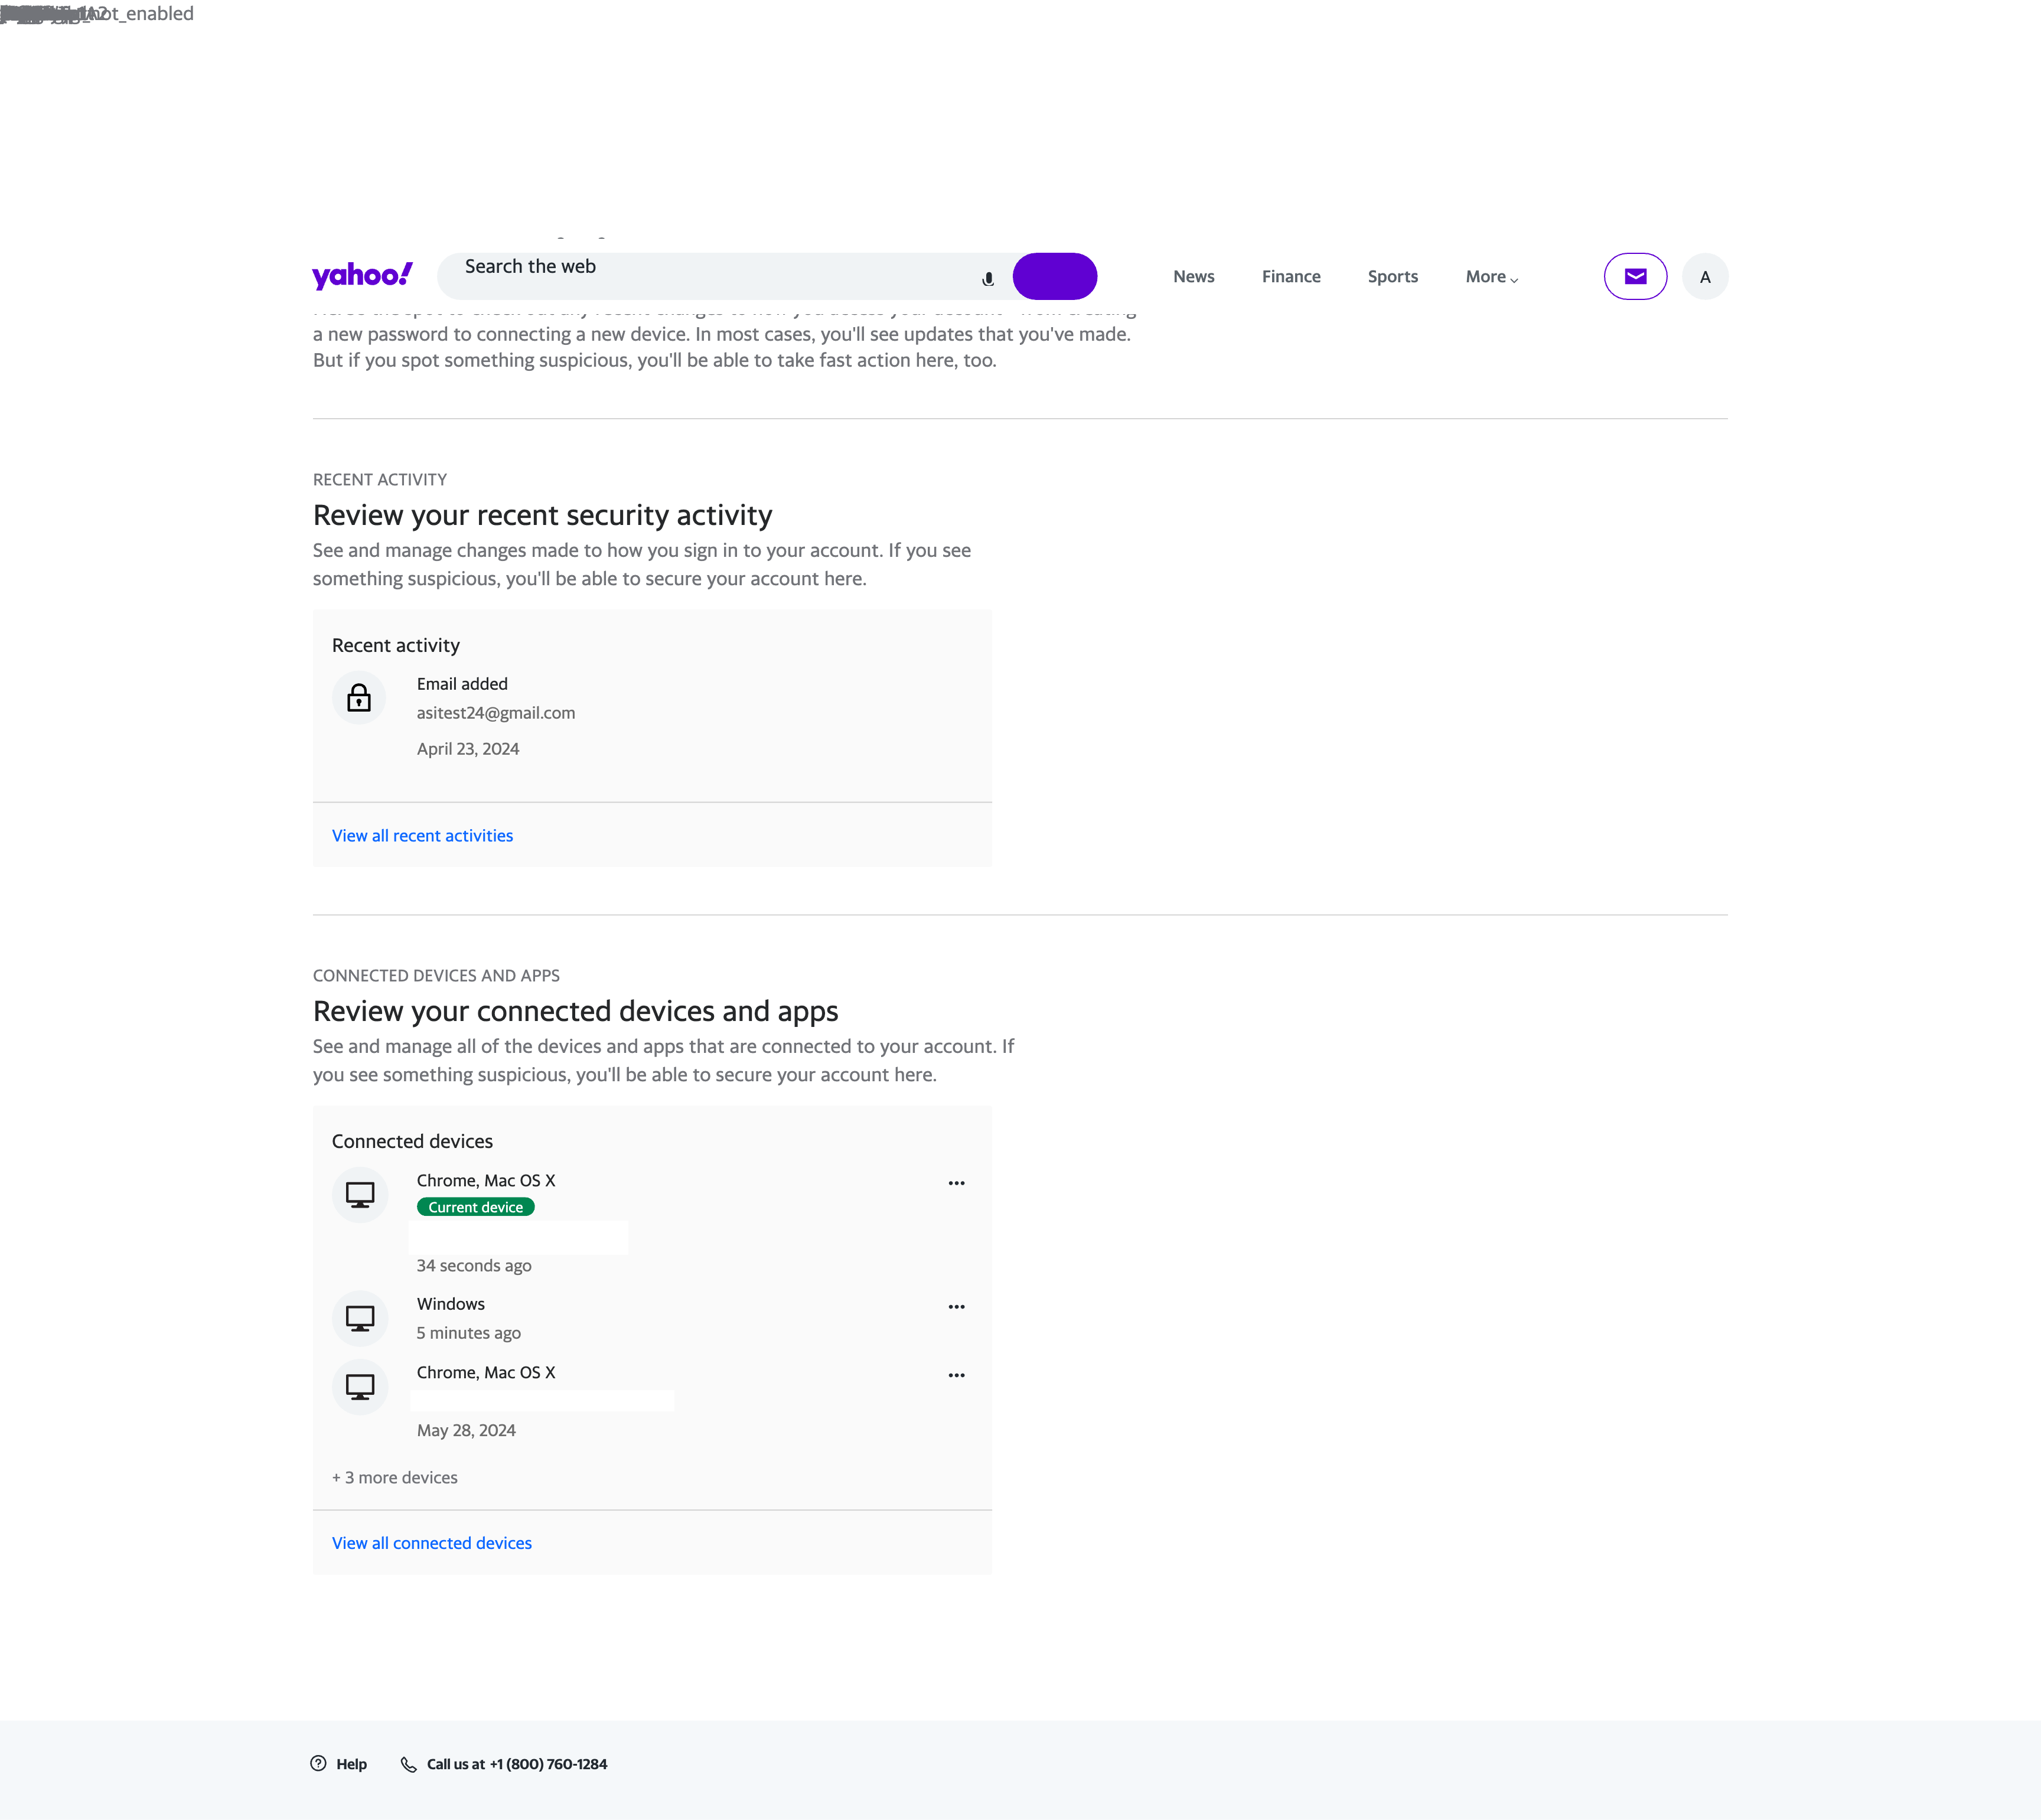 not_enabled
yahoo!
Search the web
News
Finance
Sports
More
A
a new password to connecting a new device. In most cases, you'll see updates that you've made.
But if you spot something suspicious, you'll be able to take fast action here, too.
RECENT ACTIVITY
Review your recent security activity
See and manage changes made to how you sign in to your account. If you see
something suspicious, you'll be able to secure your account here.
Recent activity
Email added
asitest24@gmail.com
April 23, 2024
View all recent activities
CONNECTED DEVICES AND APPS
Review your connected devices and apps
See and manage all of the devices and apps that are connected to your account. If
you see something suspicious, you'll be able to secure your account here.
Connected devices
Chrome, Mac OS X
Current device
34 seconds ago
Windows
5 minutes ago
Chrome, Mac OS X
May 28, 2024
+ 3 more devices
View all connected devices
Help
Call us at +1 (800) 760-1284